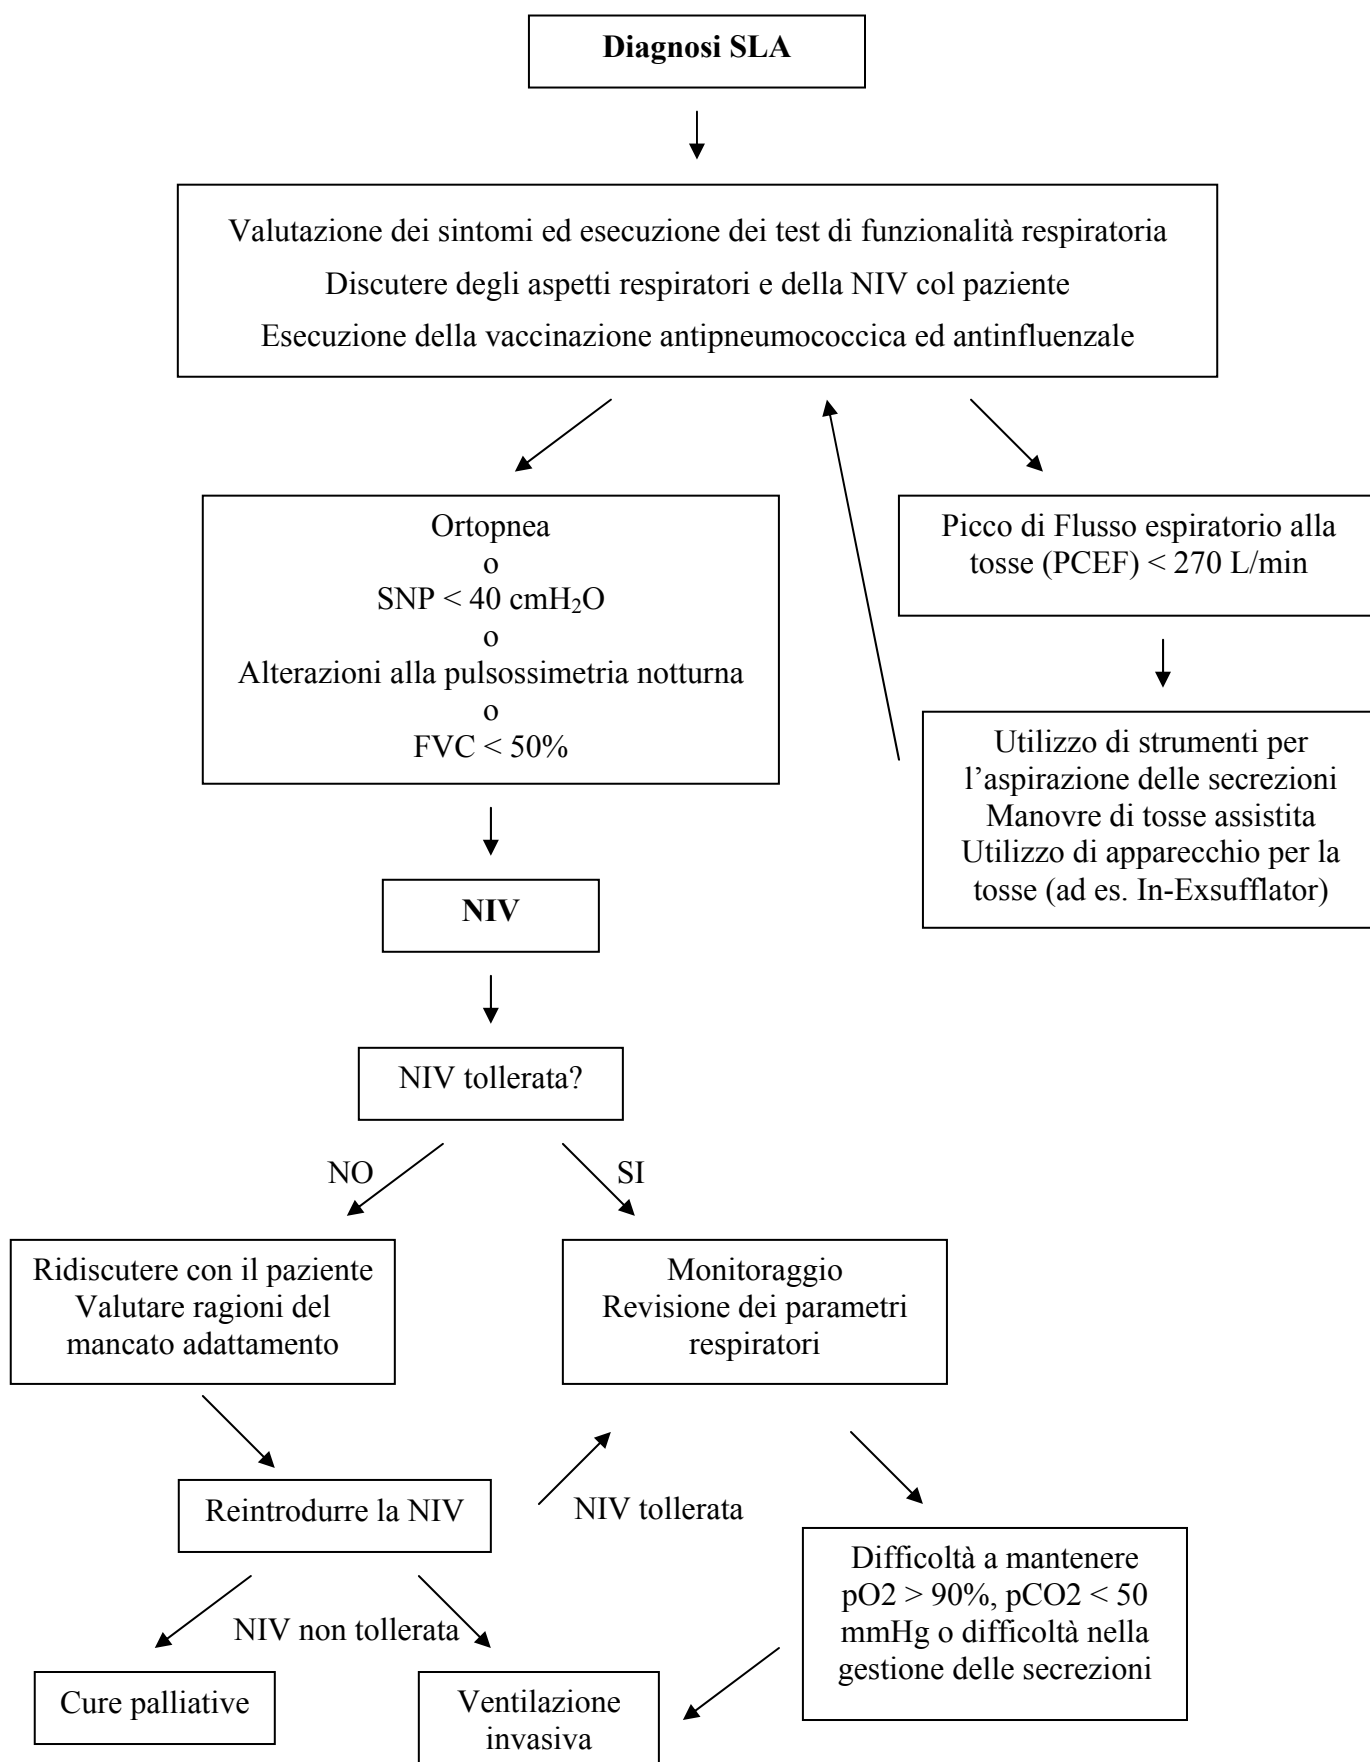 Diagnosi SLA
Valutazione dei sintomi ed esecuzione dei test di funzionalità respiratoria
Discutere degli aspetti respiratori e della NIV col paziente
Esecuzione della vaccinazione antipneumococcica ed antinfluenzale
Ortopnea
o
SNP < 40 cmH₂O
o
Alterazioni alla pulsossimetria notturna
o
FVC < 50%
Picco di Flusso espiratorio alla
tosse (PCEF) < 270 L/min
Utilizzo di strumenti per
l’aspirazione delle secrezioni
Manovre di tosse assistita
Utilizzo di apparecchio per la
tosse (ad es. In-Exsufflator)
NIV
NIV tollerata?
NO
SI
Ridiscutere con il paziente
Valutare ragioni del
mancato adattamento
Monitoraggio
Revisione dei parametri
respiratori
Reintrodurre la NIV
NIV tollerata
Difficoltà a mantenere
pO2 > 90%, pCO2 < 50
mmHg o difficoltà nella
gestione delle secrezioni
NIV non tollerata
Cure palliative
Ventilazione
invasiva